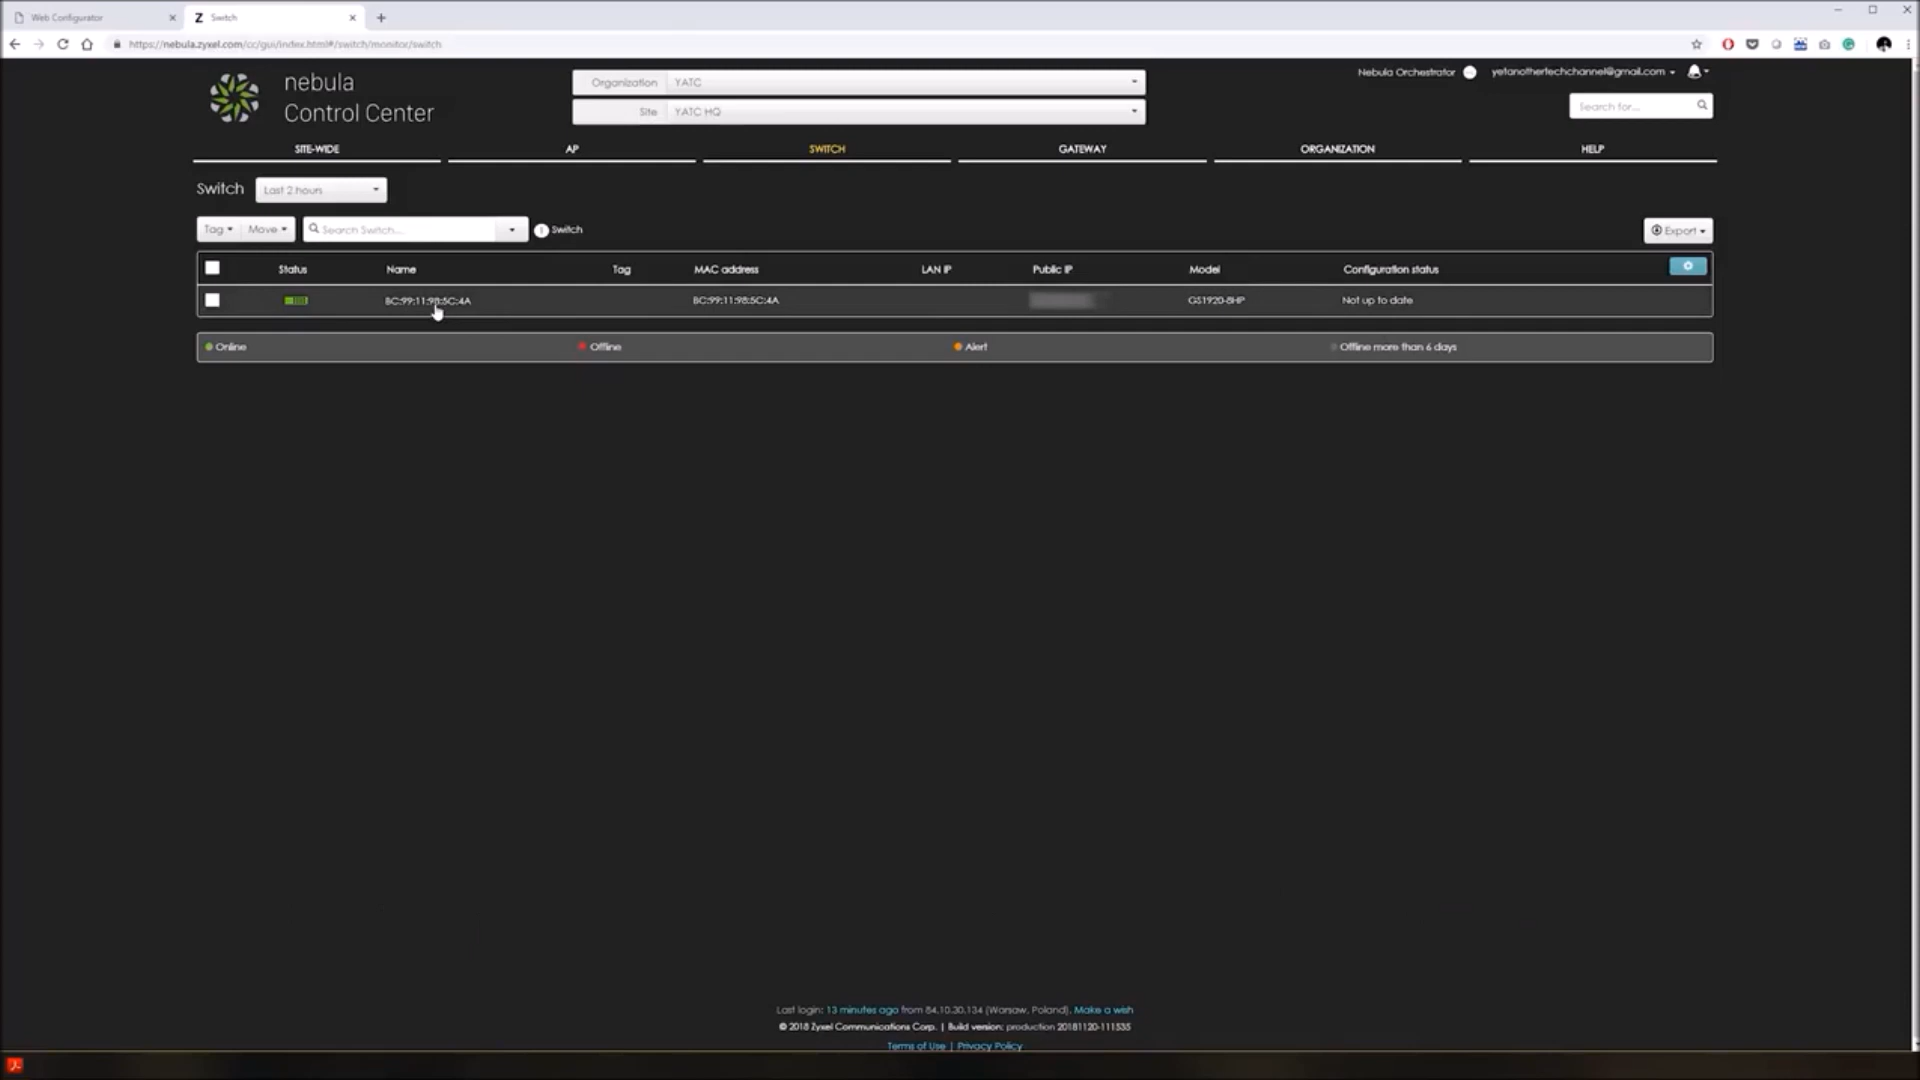 Web Configurator
Z Switch
https://nebula.zyxel.com/cc/gui/index.html#/switch/monitor/switch
nebula
Control Center
Organization YATC
Site YATC HQ
Nebula Orchestrator yetanothertechchannel@gmail.com
Search for...
SITE-WIDE AP SWITCH GATEWAY ORGANIZATION HELP
Switch Last 2 hours
Tag Move Search Switch... 1 Switch Export
Status Name Tag MAC address LAN IP Public IP Model Configuration status
BC:99:11:98:5C:4A BC:99:11:98:5C:4A GS1920-8HP Not up to date
Online Offline Alert Offline more than 6 days
Last login: 13 minutes ago from 84.10.30.134 (Warsaw, Poland). Make a wish
© 2018 Zyxel Communications Corp. | Build version: production 20181120-111535
Terms of Use | Privacy Policy